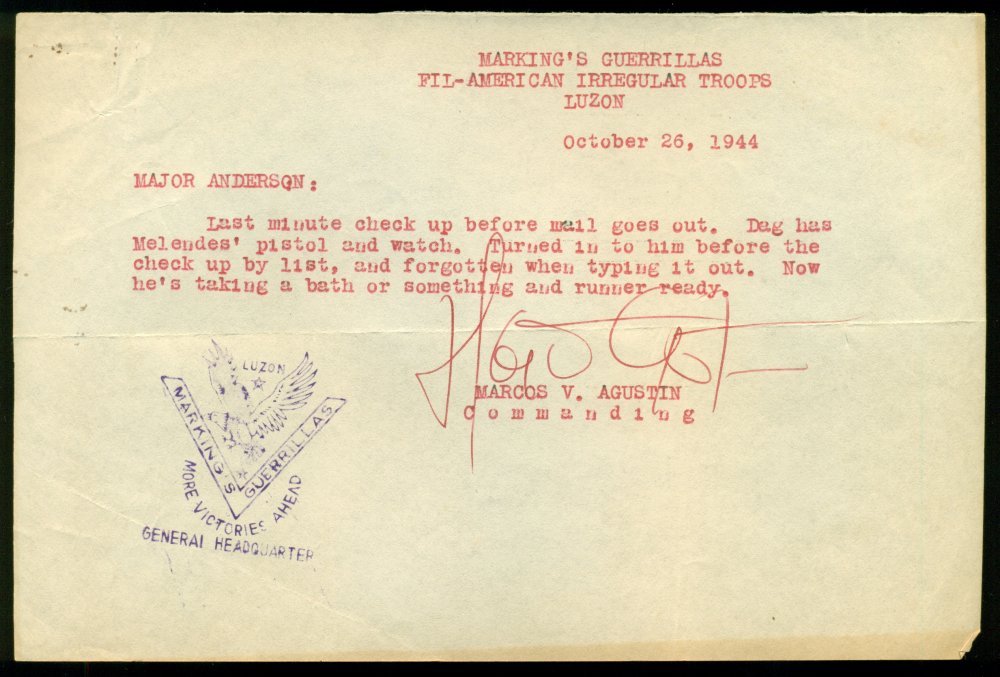 MARKING'S GUERRILLAS
FIL-AMERICAN IRREGULAR TROOPS
LUZON
October 26, 1944
MAJOR ANDERSON:
Last minute check up before mail goes out. Dag has
Melendes' pistol and watch. Turned in to him before the
check up by list, and forgotten when typing it out. Now
he's taking a bath or something and runner ready.
MARCOS V. AGUSTIN
Commanding
LUZON
MARKING'S
GUERRILLAS
MORE VICTORIES AHEAD
GENERAL HEADQUARTER